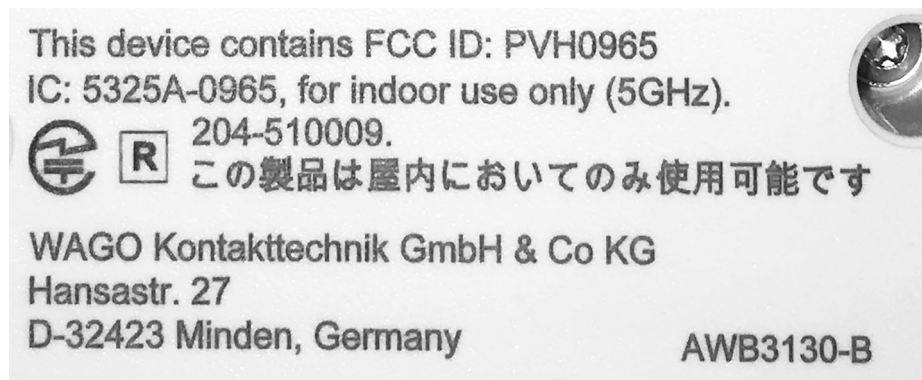 This device contains FCC ID: PVH0965
IC: 5325A-0965, for indoor use only (5GHz).
R 204-510009.
この製品は屋内においてのみ使用可能です
WAGO Kontakttechnik GmbH & Co KG
Hansastr. 27
D-32423 Minden, Germany
AWB3130-B